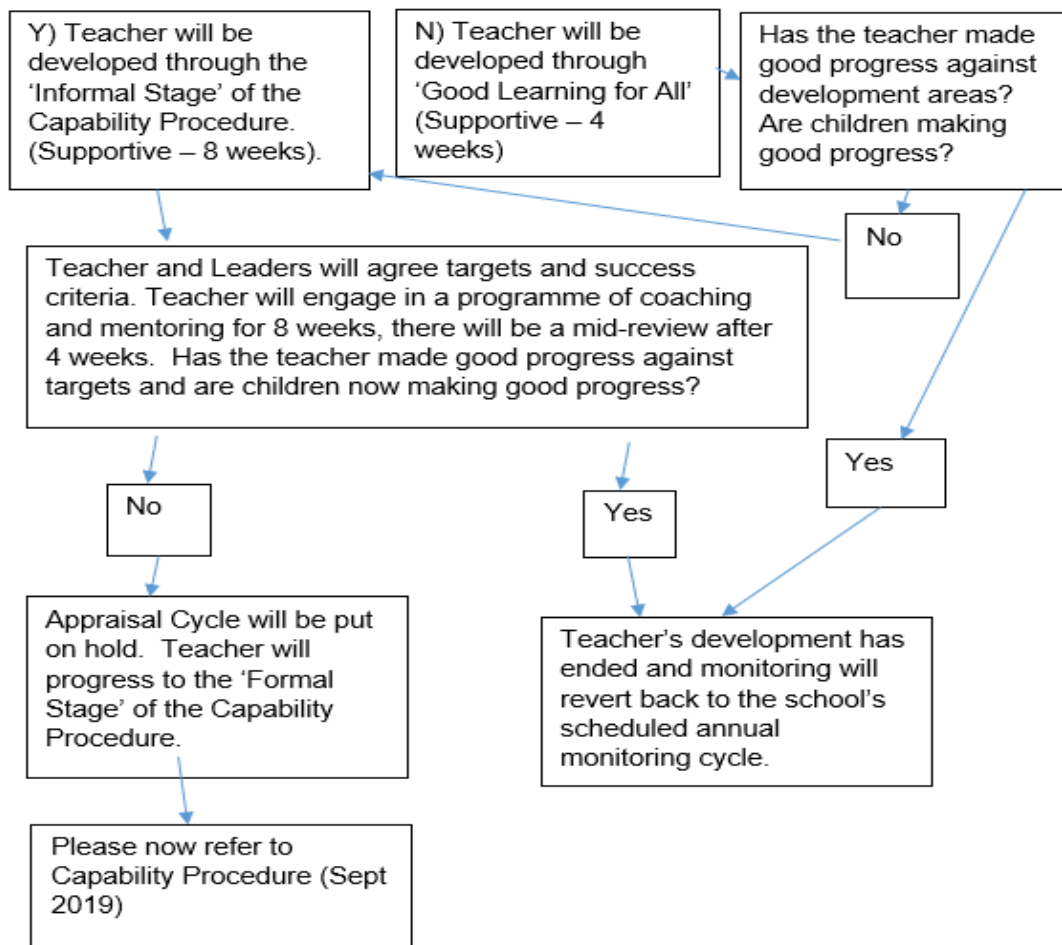 Y) Teacher will be
developed through the
‘Informal Stage’ of the
Capability Procedure.
(Supportive – 8 weeks).
N) Teacher will be
developed through
‘Good Learning for All’
(Supportive – 4
weeks)
Has the teacher made
good progress against
development areas?
Are children making
good progress?
No
Teacher and Leaders will agree targets and success
criteria. Teacher will engage in a programme of coaching
and mentoring for 8 weeks, there will be a mid-review after
4 weeks.  Has the teacher made good progress against
targets and are children now making good progress?
Yes
No
Yes
Appraisal Cycle will be put
on hold.  Teacher will
progress to the ‘Formal
Stage’ of the Capability
Procedure.
Teacher’s development has
ended and monitoring will
revert back to the school’s
scheduled annual
monitoring cycle.
Please now refer to
Capability Procedure (Sept
2019)